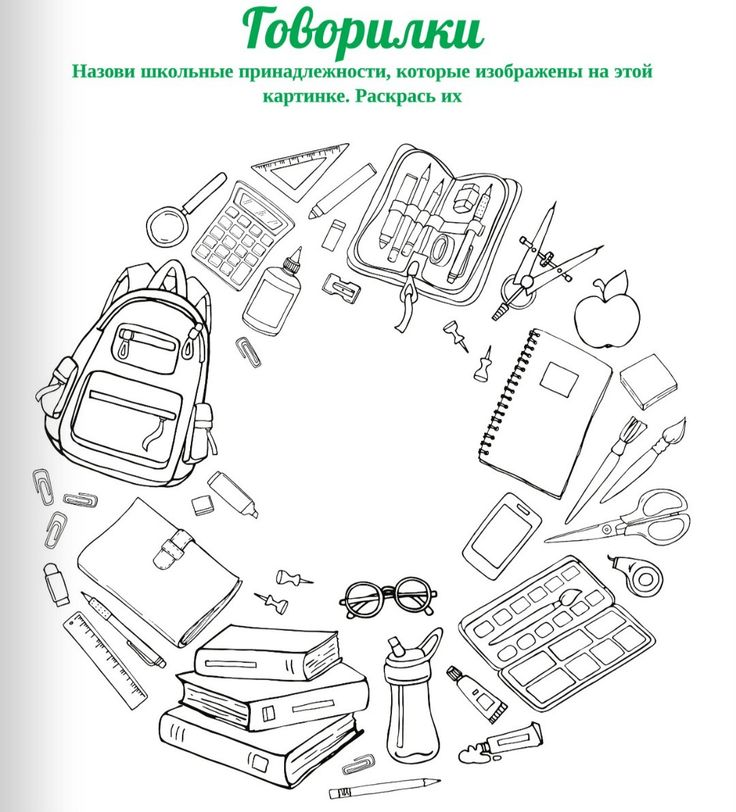 Говорилки
Назови школьные принадлежности, которые изображены на этой
картинке. Раскрась их